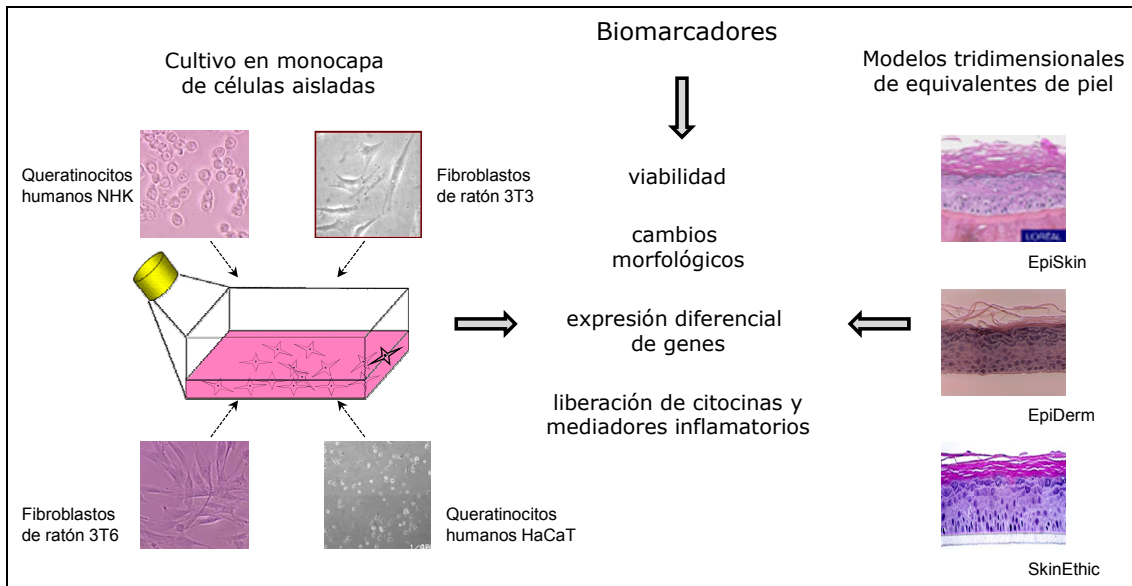 Biomarcadores
Cultivo en monocapa
de células aisladas
Modelos tridimensionales
de equivalentes de piel
Queratinocitos
humanos NHK
Fibroblastos
de ratón 3T3
viabilidad
cambios
morfológicos
L'ORÉAL
EpiSkin
expresión diferencial
de genes
liberación de citocinas y
mediadores inflamatorios
EpiDerm
Fibroblastos
de ratón 3T6
Queratinocitos
humanos HaCaT
SkinEthic